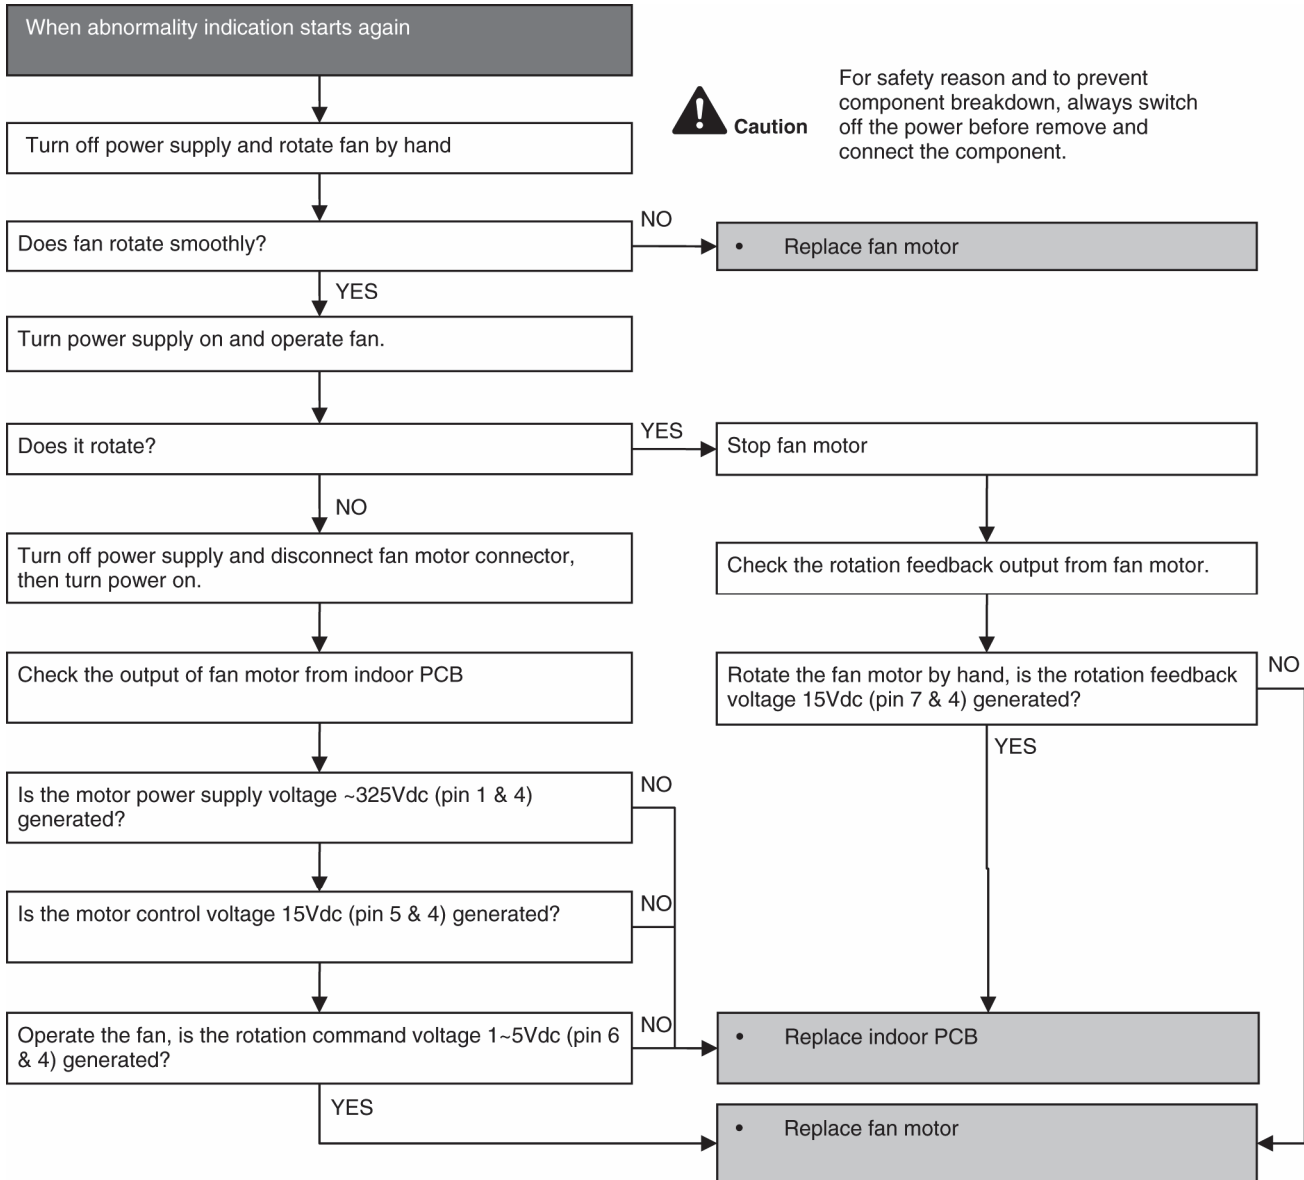 When abnormality indication starts again
For safety reason and to prevent
component breakdown, always switch
off the power before remove and
connect the component.
Caution
Turn off power supply and rotate fan by hand
Does fan rotate smoothly?
NO
• Replace fan motor
YES
Turn power supply on and operate fan.
Does it rotate?
YES
Stop fan motor
NO
Turn off power supply and disconnect fan motor connector,
then turn power on.
Check the rotation feedback output from fan motor.
Check the output of fan motor from indoor PCB
Rotate the fan motor by hand, is the rotation feedback
voltage 15Vdc (pin 7 & 4) generated?
NO
YES
Is the motor power supply voltage ~325Vdc (pin 1 & 4)
generated?
NO
Is the motor control voltage 15Vdc (pin 5 & 4) generated?
NO
Operate the fan, is the rotation command voltage 1~5Vdc (pin 6
& 4) generated?
NO
• Replace indoor PCB
YES
• Replace fan motor